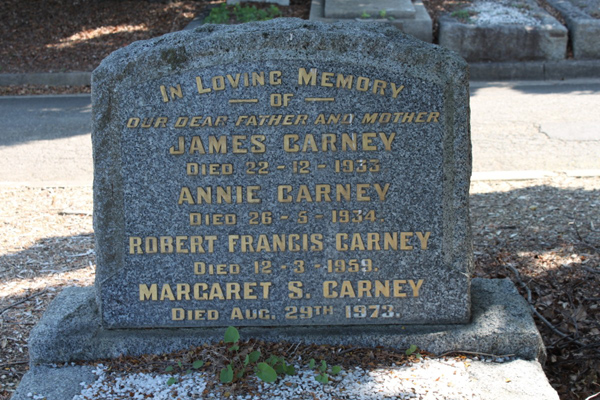 IN LOVING MEMORY
OF
OUR DEAR FATHER AND MOTHER
JAMES CARNEY
DIED 22-12-1933
ANNIE CARNEY
DIED 26-5-1934.
ROBERT FRANCIS CARNEY
DIED 12-3-1959.
MARGARET S. CARNEY
DIED AUG. 29TH 1973.